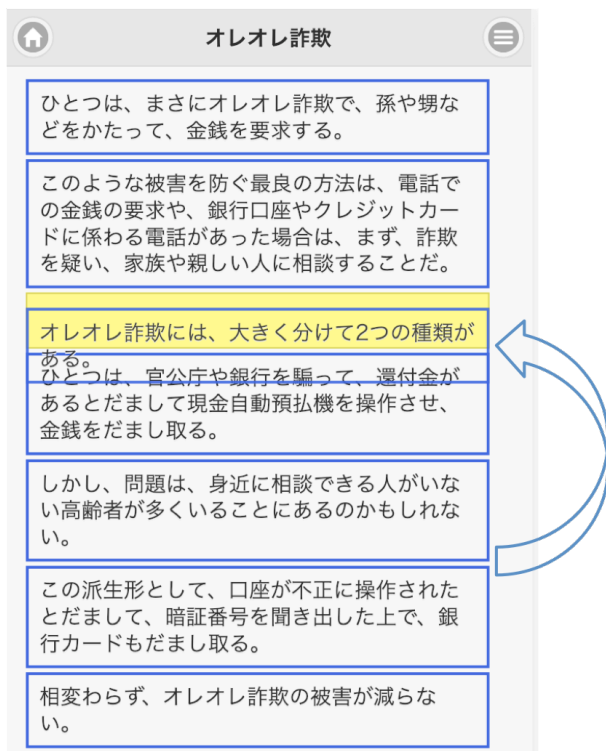 オレオレ詐欺
ひとつは、まさにオレオレ詐欺で、孫や甥な
どをかたって、金銭を要求する。
このような被害を防ぐ最良の方法は、電話で
の金銭の要求や、銀行口座やクレジットカー
ドに係わる電話があった場合は、まず、詐欺
を疑い、家族や親しい人に相談することだ。
オレオレ詐欺には、大きく分けて2つの種類が
ある。
ひとつは、官公庁や銀行を騙って、還付金が
あるとだまして現金自動預払機を操作させ、
金銭をだまし取る。
しかし、問題は、身近に相談できる人がいな
い高齢者が多くいることにあるのかもしれな
い。
この派生形として、口座が不正に操作された
とだまして、暗証番号を聞き出した上で、銀
行カードもだまし取る。
相変わらず、オレオレ詐欺の被害が減らな
い。